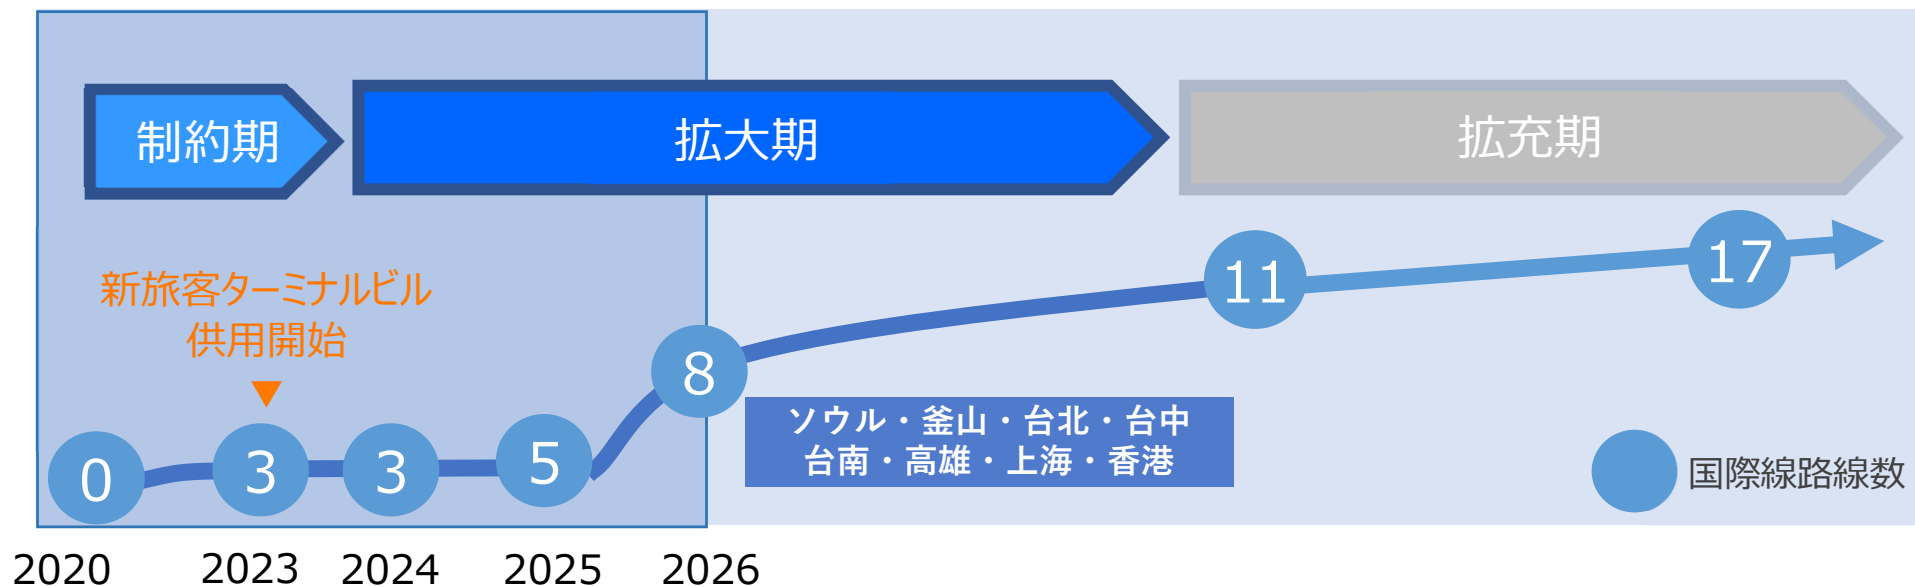 制約期
拡大期
拡充期
新旅客ターミナルビル
供用開始
0
3
3
5
8
11
17
ソウル・釜山・台北・台中
台南・高雄・上海・香港
国際線路線数
2020
2023
2024
2025
2026